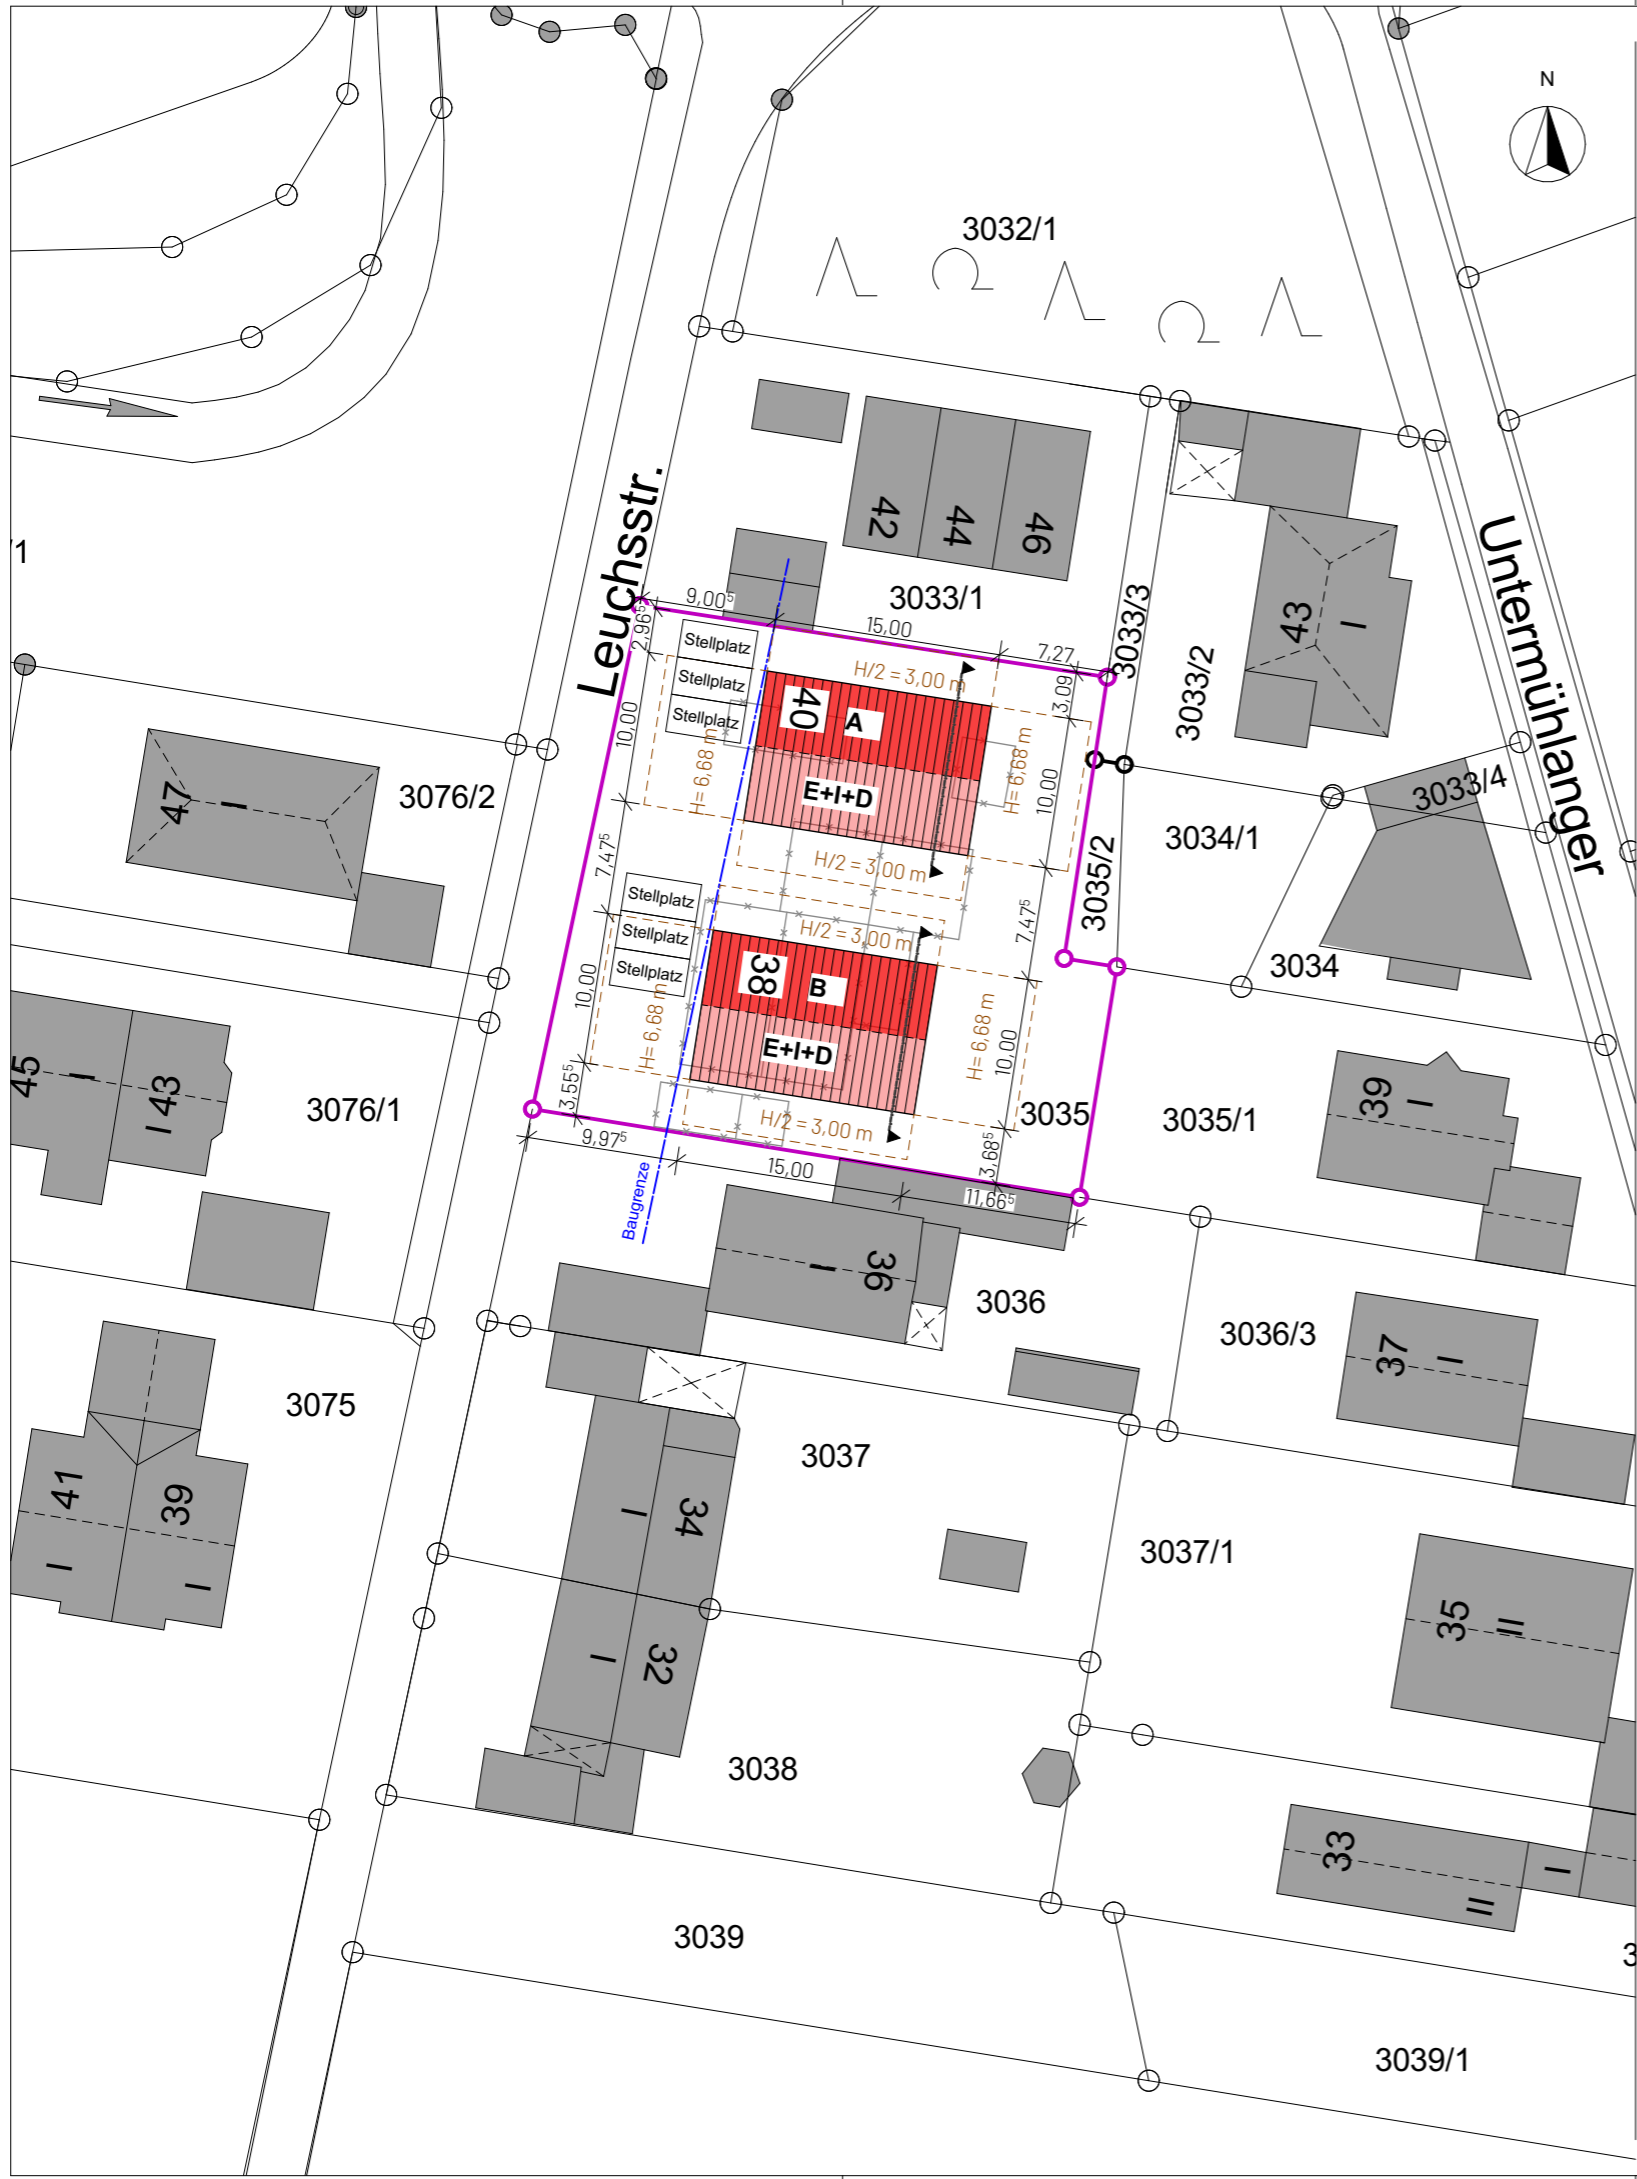 N
3032/1
Leuchsstr.
Untermühlanger
/1
42
44
46
3033/1
3033/3
3033/2
43
I
3033/4
9,00⁵
15,00
7,27
2,96⁵
3,09
Stellplatz
Stellplatz
Stellplatz
H/2 = 3,00 m
40
A
E+I+D
10,00
H= 6,68 m
H= 6,68 m
10,00
H/2 = 3,00 m
47
I
3076/2
3034/1
3035/2
3034
7,47⁵
7,47⁵
Stellplatz
Stellplatz
Stellplatz
H/2 = 3,00 m
38
B
E+I+D
10,00
H= 6,68 m
H= 6,68 m
10,00
H/2 = 3,00 m
3,55⁵
3,68⁵
9,97⁵
15,00
11,66⁵
Baugrenze
45
I
43
I
3076/1
3035
3035/1
39
I
36
I
3036
3036/3
37
I
3075
41
I
39
I
3037
34
I
3037/1
35
II
32
I
3038
33
II
I
3039
3
3039/1